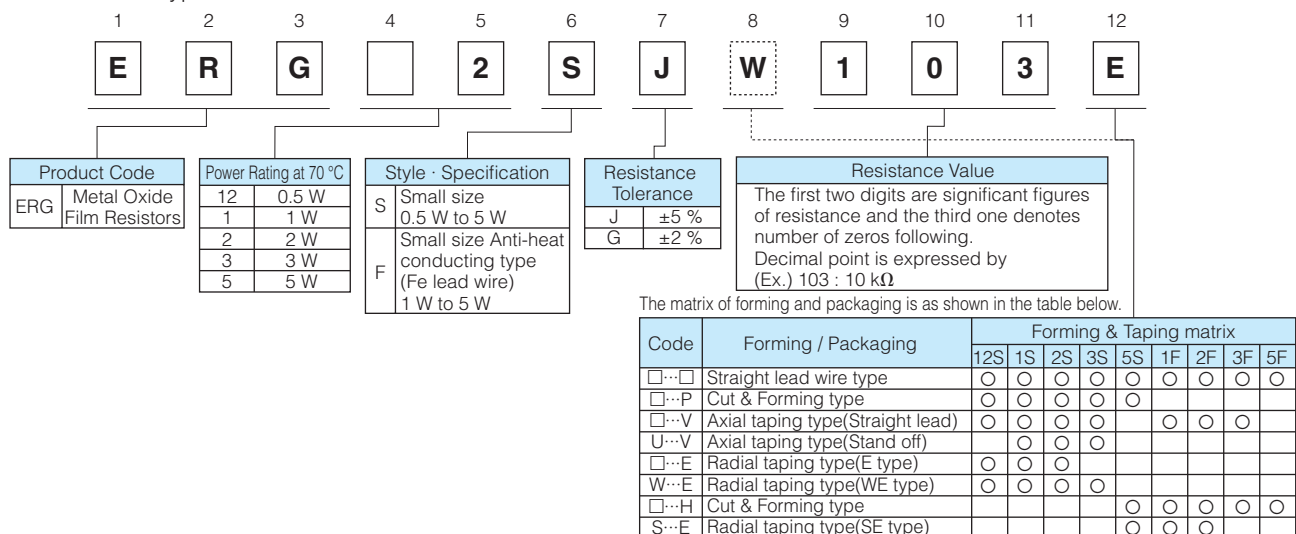 1 2 3 4 5 6 7 8 9 10 11 12
E R G 2 S J W 1 0 3 E
Product Code
ERG Metal Oxide
Film Resistors
Power Rating at 70 °C
12 0.5 W
1 1 W
2 2 W
3 3 W
5 5 W
Style · Specification
S Small size
0.5 W to 5 W
F Small size Anti-heat
conducting type
(Fe lead wire)
1 W to 5 W
Resistance
Tolerance
J ±5 %
G ±2 %
Resistance Value
The first two digits are significant figures
of resistance and the third one denotes
number of zeros following.
Decimal point is expressed by
(Ex.) 103 : 10 kΩ
The matrix of forming and packaging is as shown in the table below.
Code Forming / Packaging Forming & Taping matrix
12S 1S 2S 3S 5S 1F 2F 3F 5F
□···□ Straight lead wire type ○ ○ ○ ○ ○ ○ ○ ○ ○
□···P Cut & Forming type ○ ○ ○ ○ ○
□···V Axial taping type(Straight lead) ○ ○ ○ ○ ○ ○ ○
U···V Axial taping type(Stand off) ○ ○ ○
□···E Radial taping type(E type) ○ ○ ○
W···E Radial taping type(WE type) ○ ○ ○ ○
□···H Cut & Forming type ○ ○ ○ ○ ○
S···E Radial taping type(SE type) ○ ○ ○